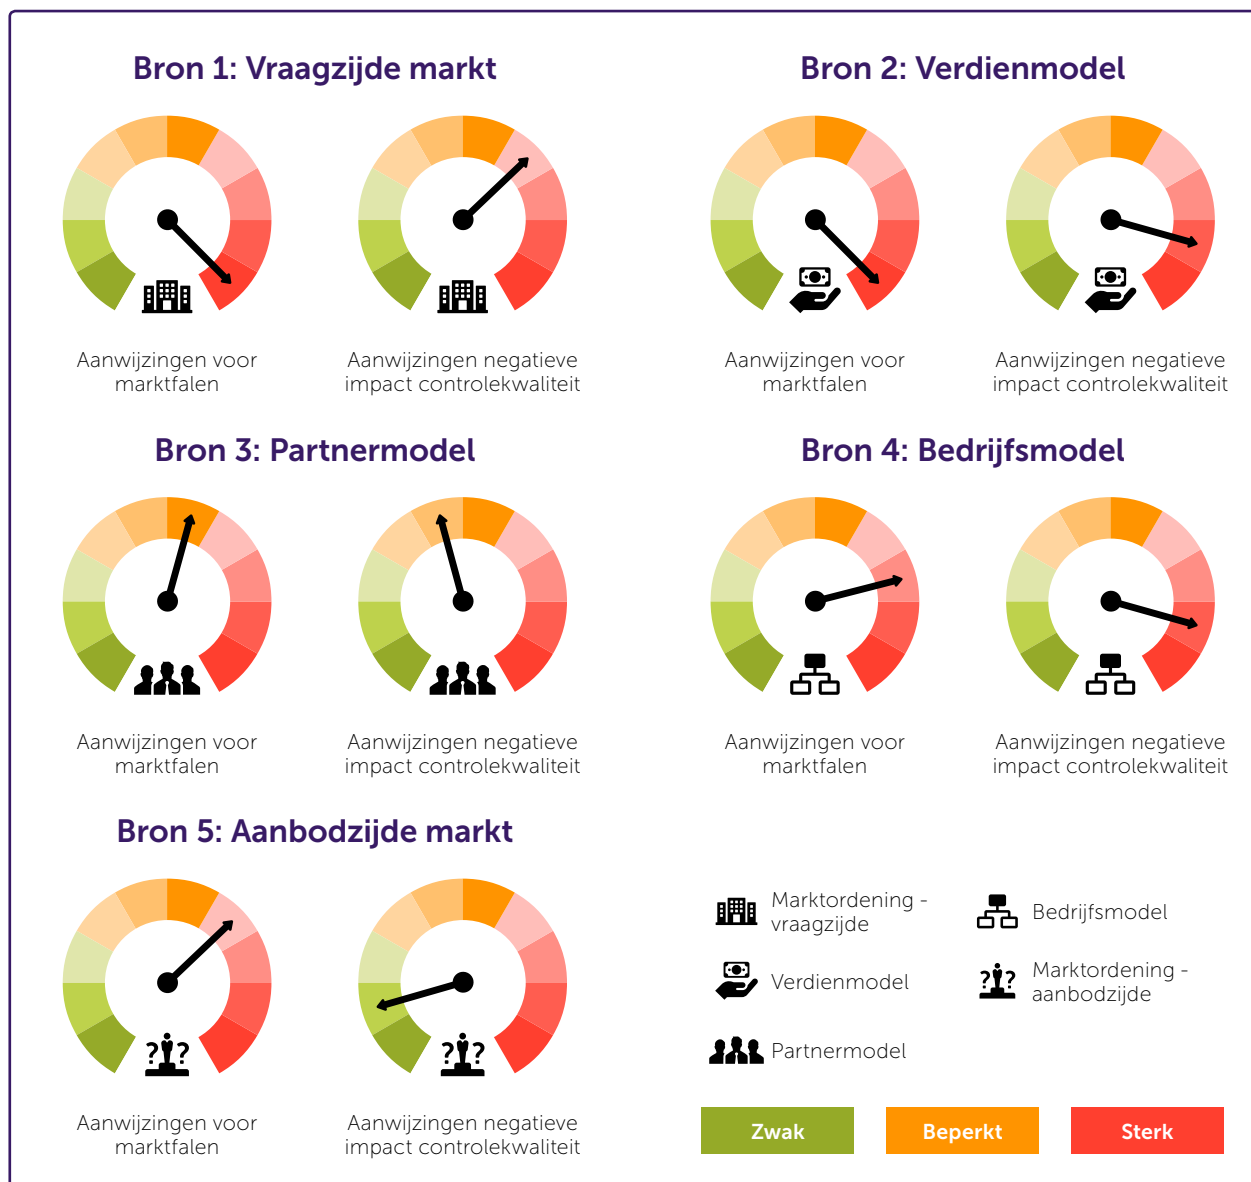 Bron 1: Vraagzijde markt
Aanwijzingen voor
marktfalen
Aanwijzingen negatieve
impact controlekwaliteit
Bron 2: Verdienmodel
Aanwijzingen voor
marktfalen
Aanwijzingen negatieve
impact controlekwaliteit
Bron 3: Partnermodel
Aanwijzingen voor
marktfalen
Aanwijzingen negatieve
impact controlekwaliteit
Bron 4: Bedrijfsmodel
Aanwijzingen voor
marktfalen
Aanwijzingen negatieve
impact controlekwaliteit
Bron 5: Aanbodzijde markt
??
Aanwijzingen voor
marktfalen
??
Aanwijzingen negatieve
impact controlekwaliteit
Marktordening -
vraagzijde
Verdienmodel
Partnermodel
Bedrijfsmodel
??
Marktordening -
aanbodzijde
Zwak
Beperkt
Sterk